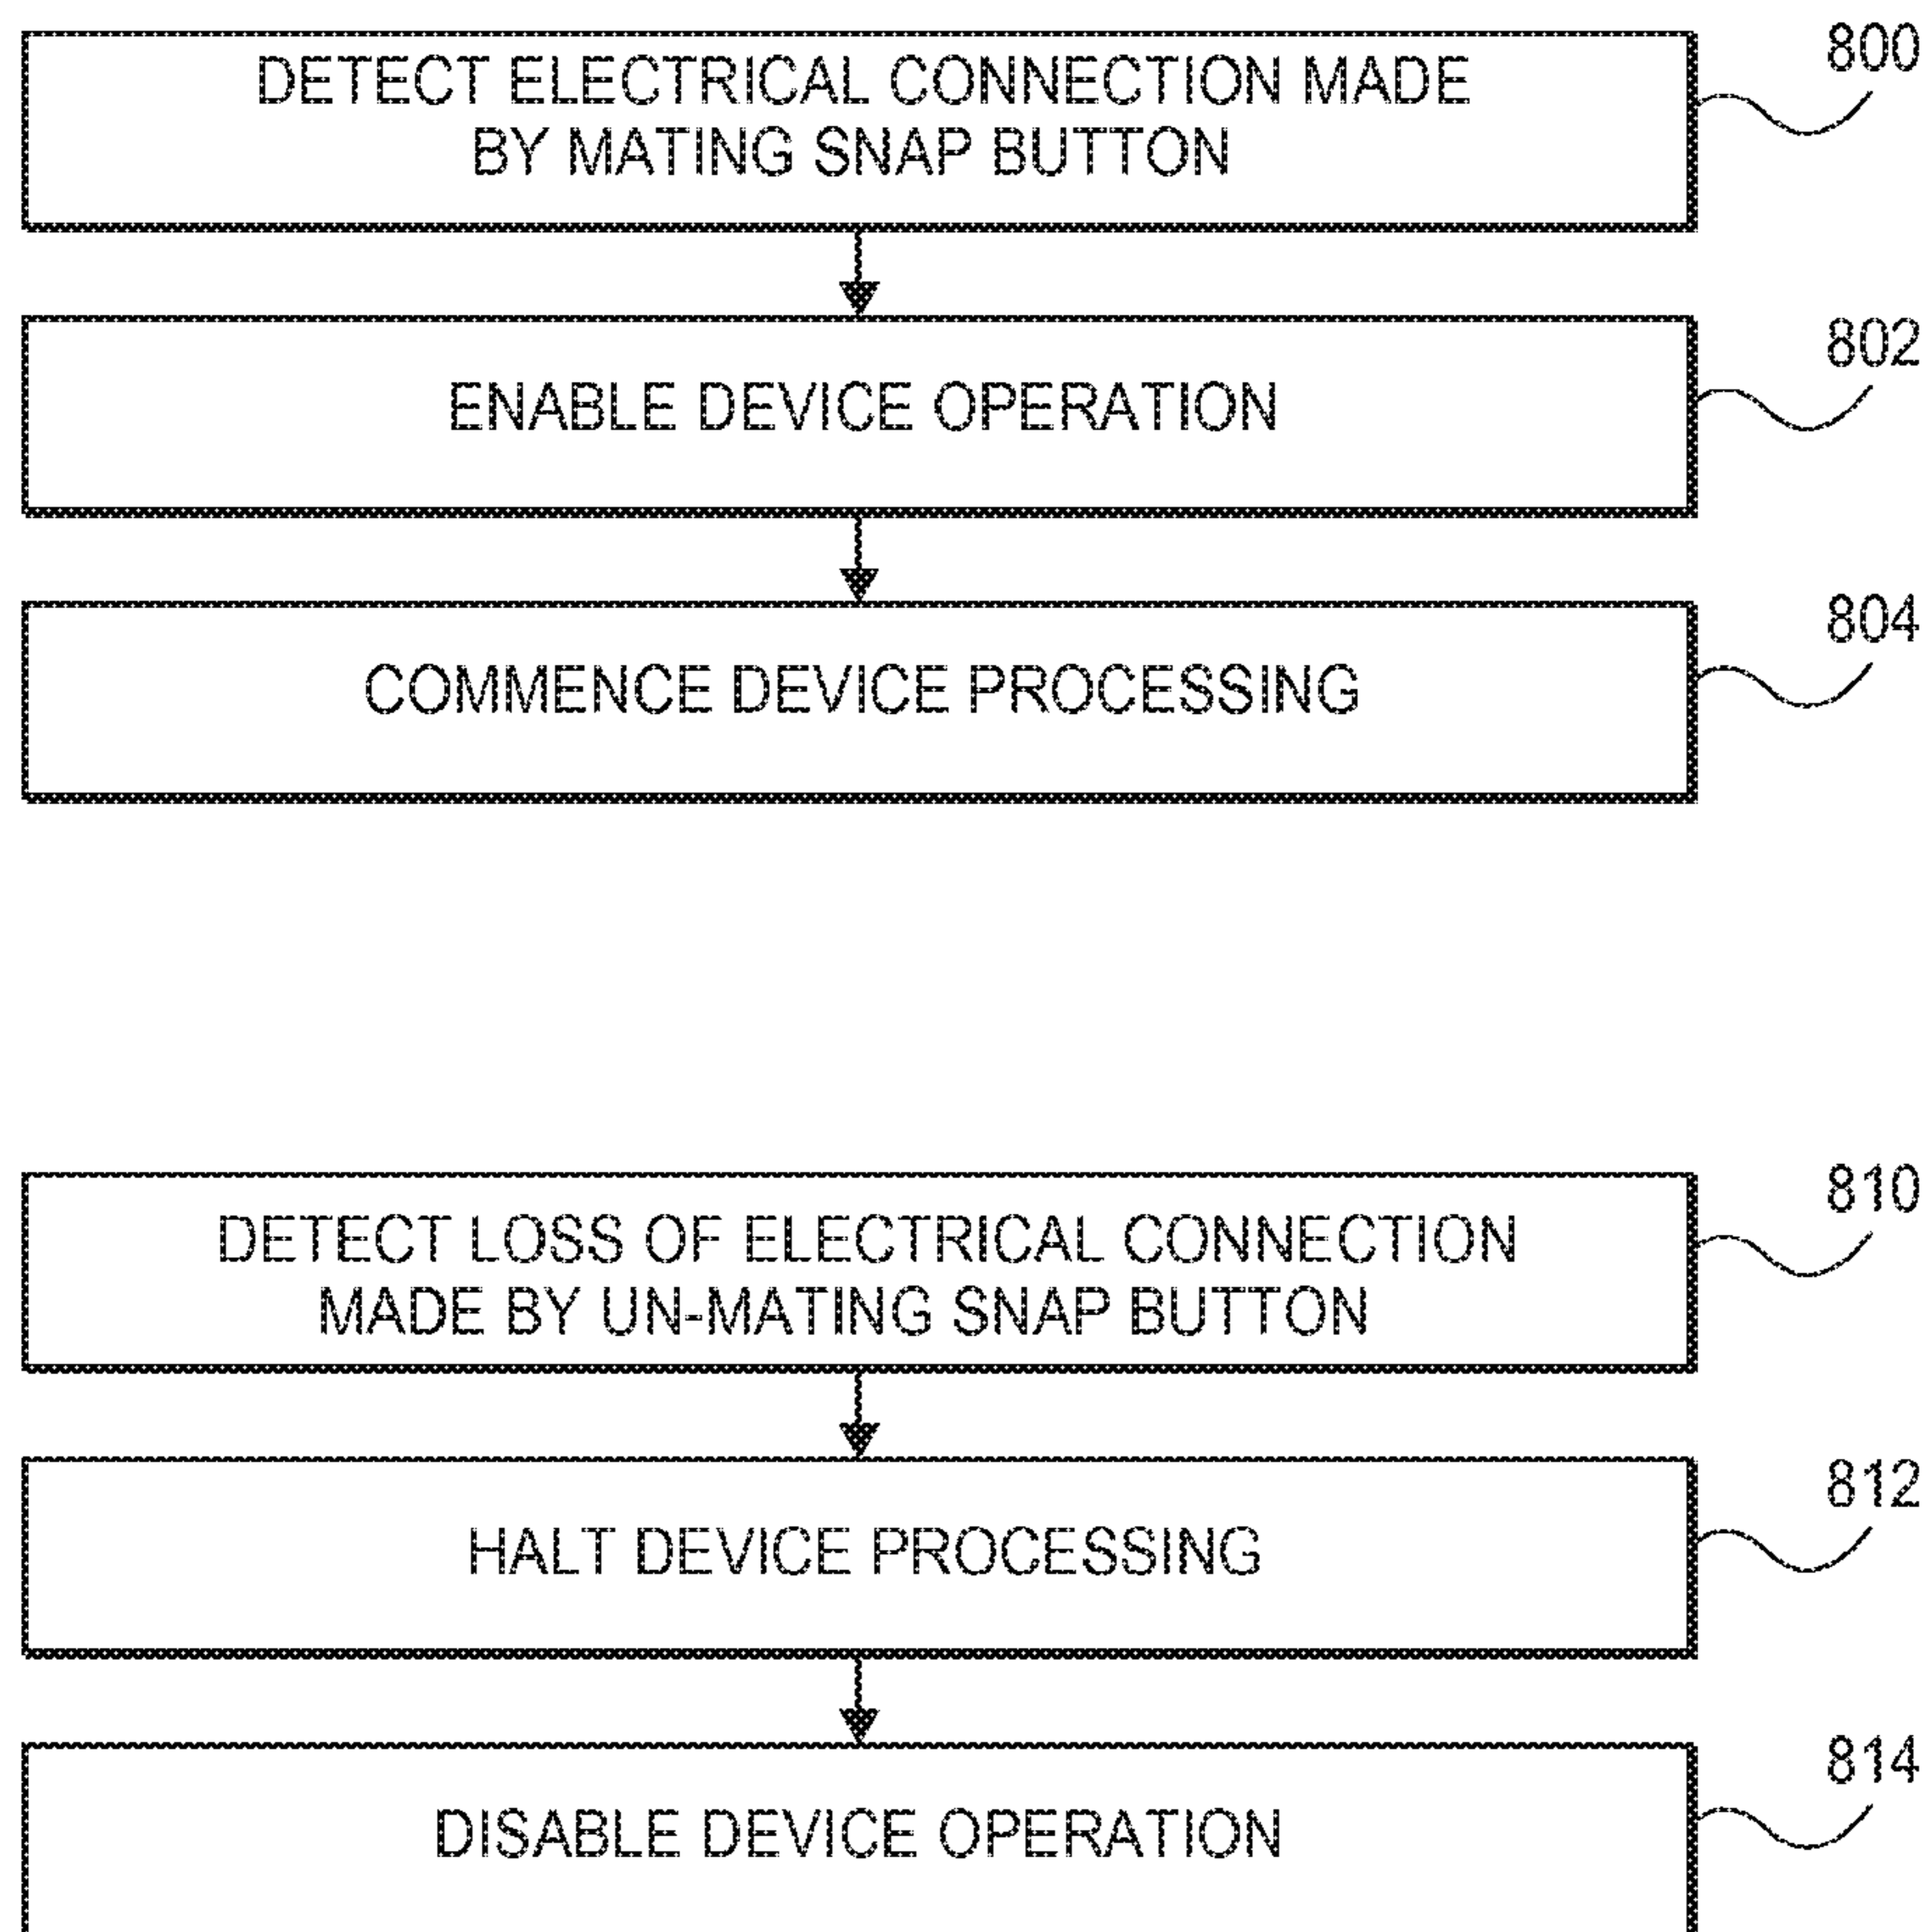 DETECT ELECTRICAL CONNECTION MADE
BY MATING SNAP BUTTON
800
ENABLE DEVICE OPERATION
802
COMMENCE DEVICE PROCESSING
804
DETECT LOSS OF ELECTRICAL CONNECTION
MADE BY UN-MATING SNAP BUTTON
810
HALT DEVICE PROCESSING
812
DISABLE DEVICE OPERATION
814